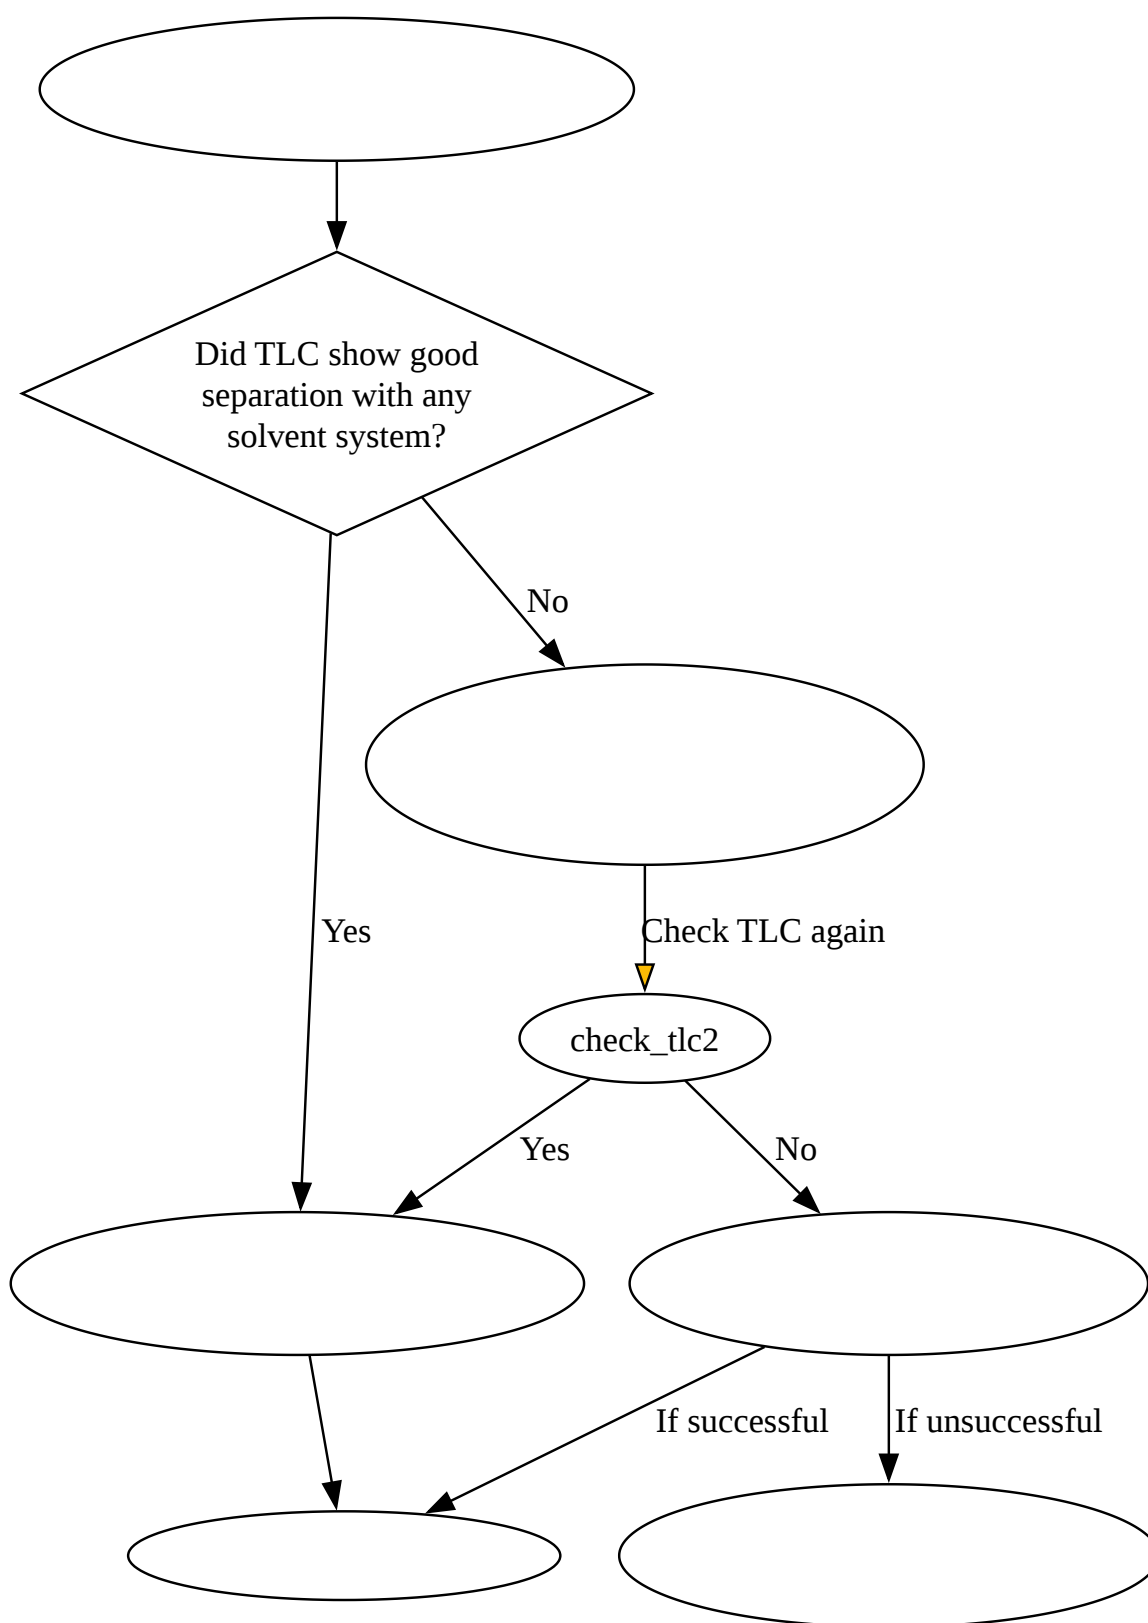 Did TLC show good
separation with any
solvent system?
No
Yes
Check TLC again
check_tlc2
Yes
No
If successful
If unsuccessful